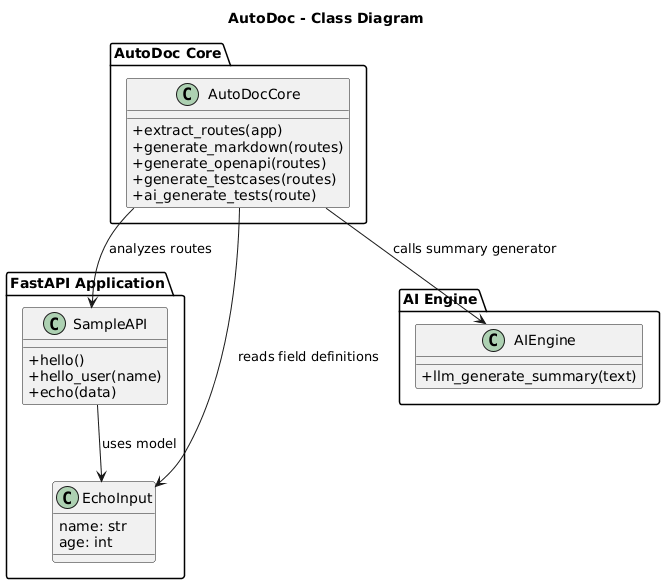 AutoDoc - Class Diagram
AutoDoc Core
C AutoDocCore
+extract_routes(app)
+generate_markdown(routes)
+generate_openapi(routes)
+generate_testcases(routes)
+ai_generate_tests(route)
analyzes routes
calls summary generator
FastAPI Application
C SampleAPI
+hello()
+hello_user(name)
+echo(data)
AI Engine
C AIEngine
+llm_generate_summary(text)
reads field definitions
uses model
C EchoInput
name: str
age: int